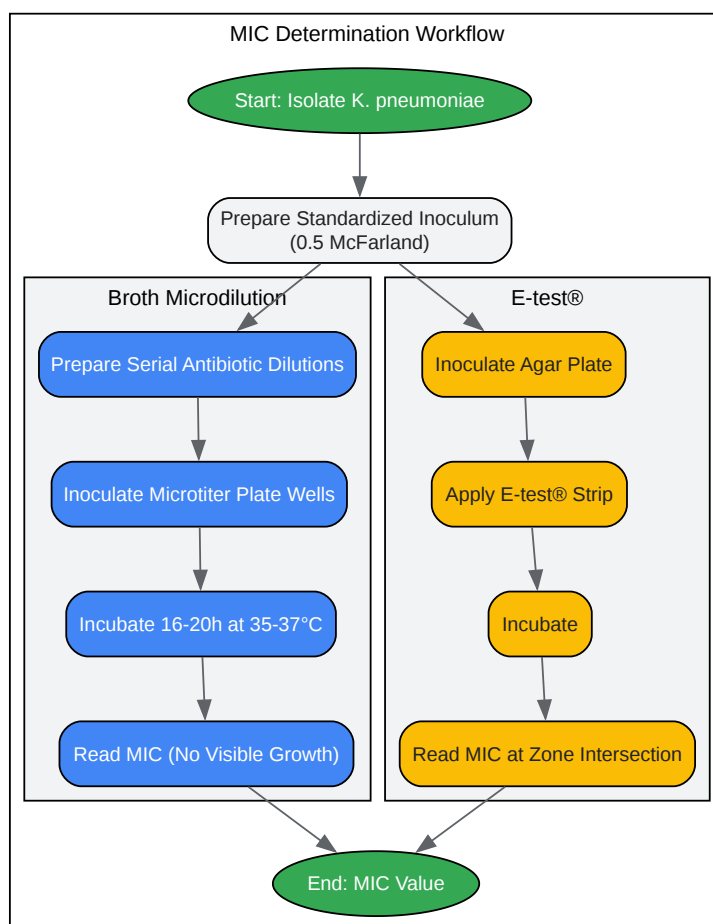 MIC Determination Workflow
Start: Isolate K. pneumoniae
Prepare Standardized Inoculum
(0.5 McFarland)
Broth Microdilution
Prepare Serial Antibiotic Dilutions
Inoculate Microtiter Plate Wells
Incubate 16-20h at 35-37°C
Read MIC (No Visible Growth)
E-test®
Inoculate Agar Plate
Apply E-test® Strip
Incubate
Read MIC at Zone Intersection
End: MIC Value